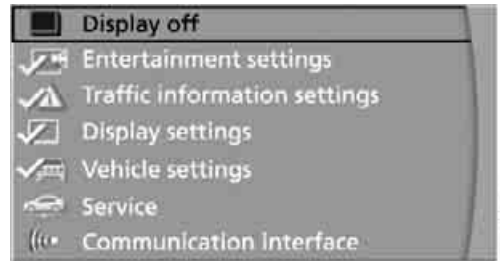 Display off
Entertainment settings
Traffic information settings
Display settings
Vehicle settings
Service
Communication interface